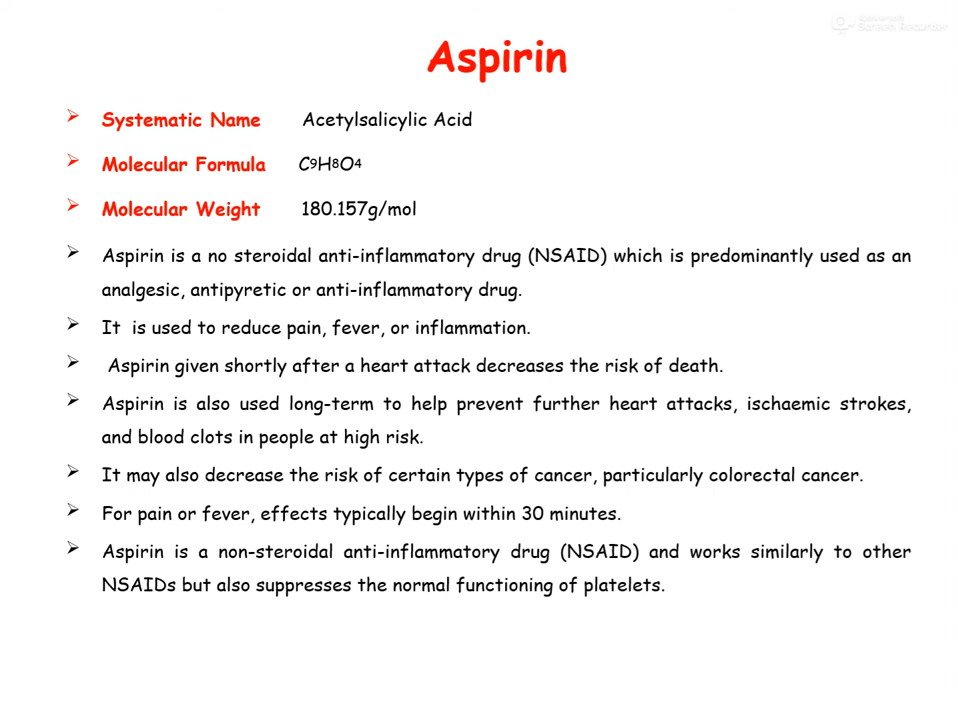 Screen Recorder
Aspirin
➢ Systematic Name Acetylsalicylic Acid
➢ Molecular Formula C9H8O4
➢ Molecular Weight 180.157g/mol
➢ Aspirin is a no steroidal anti-inflammatory drug (NSAID) which is predominantly used as an
analgesic, antipyretic or anti-inflammatory drug.
➢ It is used to reduce pain, fever, or inflammation.
➢ Aspirin given shortly after a heart attack decreases the risk of death.
➢ Aspirin is also used long-term to help prevent further heart attacks, ischaemic strokes,
and blood clots in people at high risk.
➢ It may also decrease the risk of certain types of cancer, particularly colorectal cancer.
➢ For pain or fever, effects typically begin within 30 minutes.
➢ Aspirin is a non-steroidal anti-inflammatory drug (NSAID) and works similarly to other
NSAIDs but also suppresses the normal functioning of platelets.